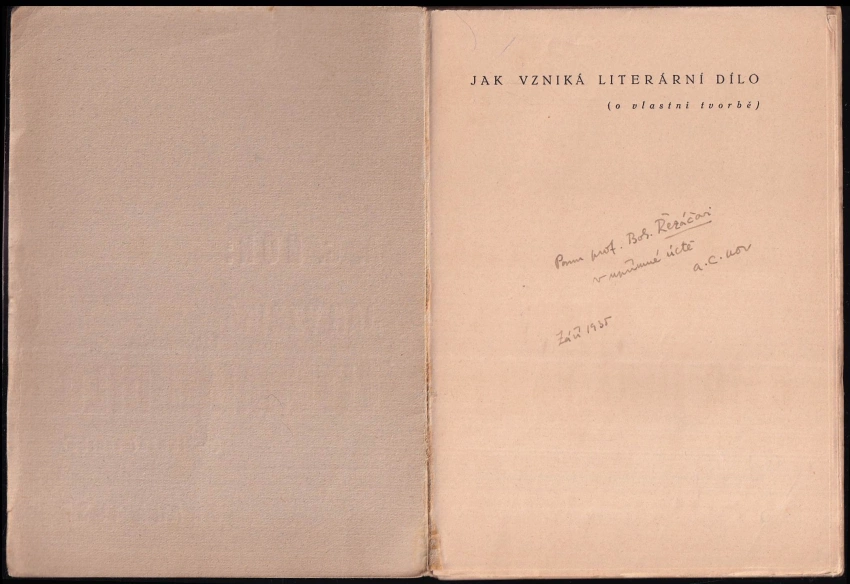 JAK VZNIKÁ LITERÁRNÍ DÍLO
(o vlastní tvorbě)
Panu prof. Boh. Řezáčovi
v upřímné úctě
A. C. Nor
Září 1935